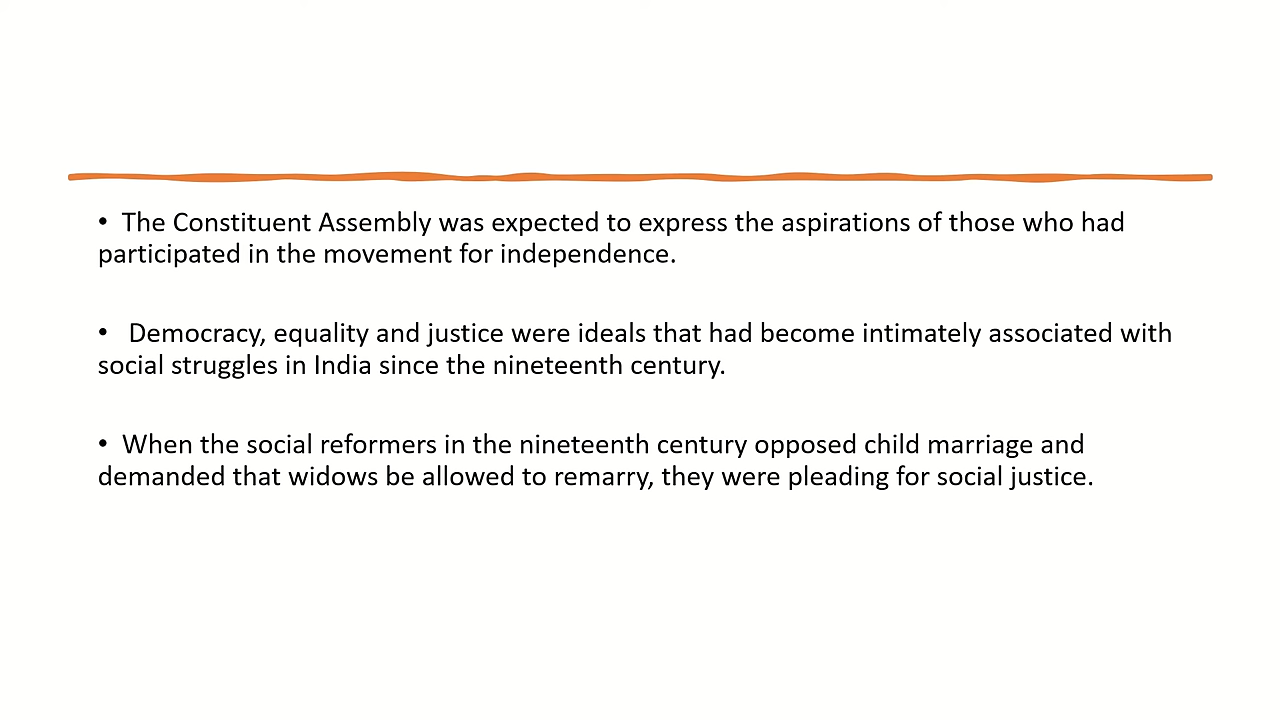 • The Constituent Assembly was expected to express the aspirations of those who had
participated in the movement for independence.
• Democracy, equality and justice were ideals that had become intimately associated with
social struggles in India since the nineteenth century.
• When the social reformers in the nineteenth century opposed child marriage and
demanded that widows be allowed to remarry, they were pleading for social justice.